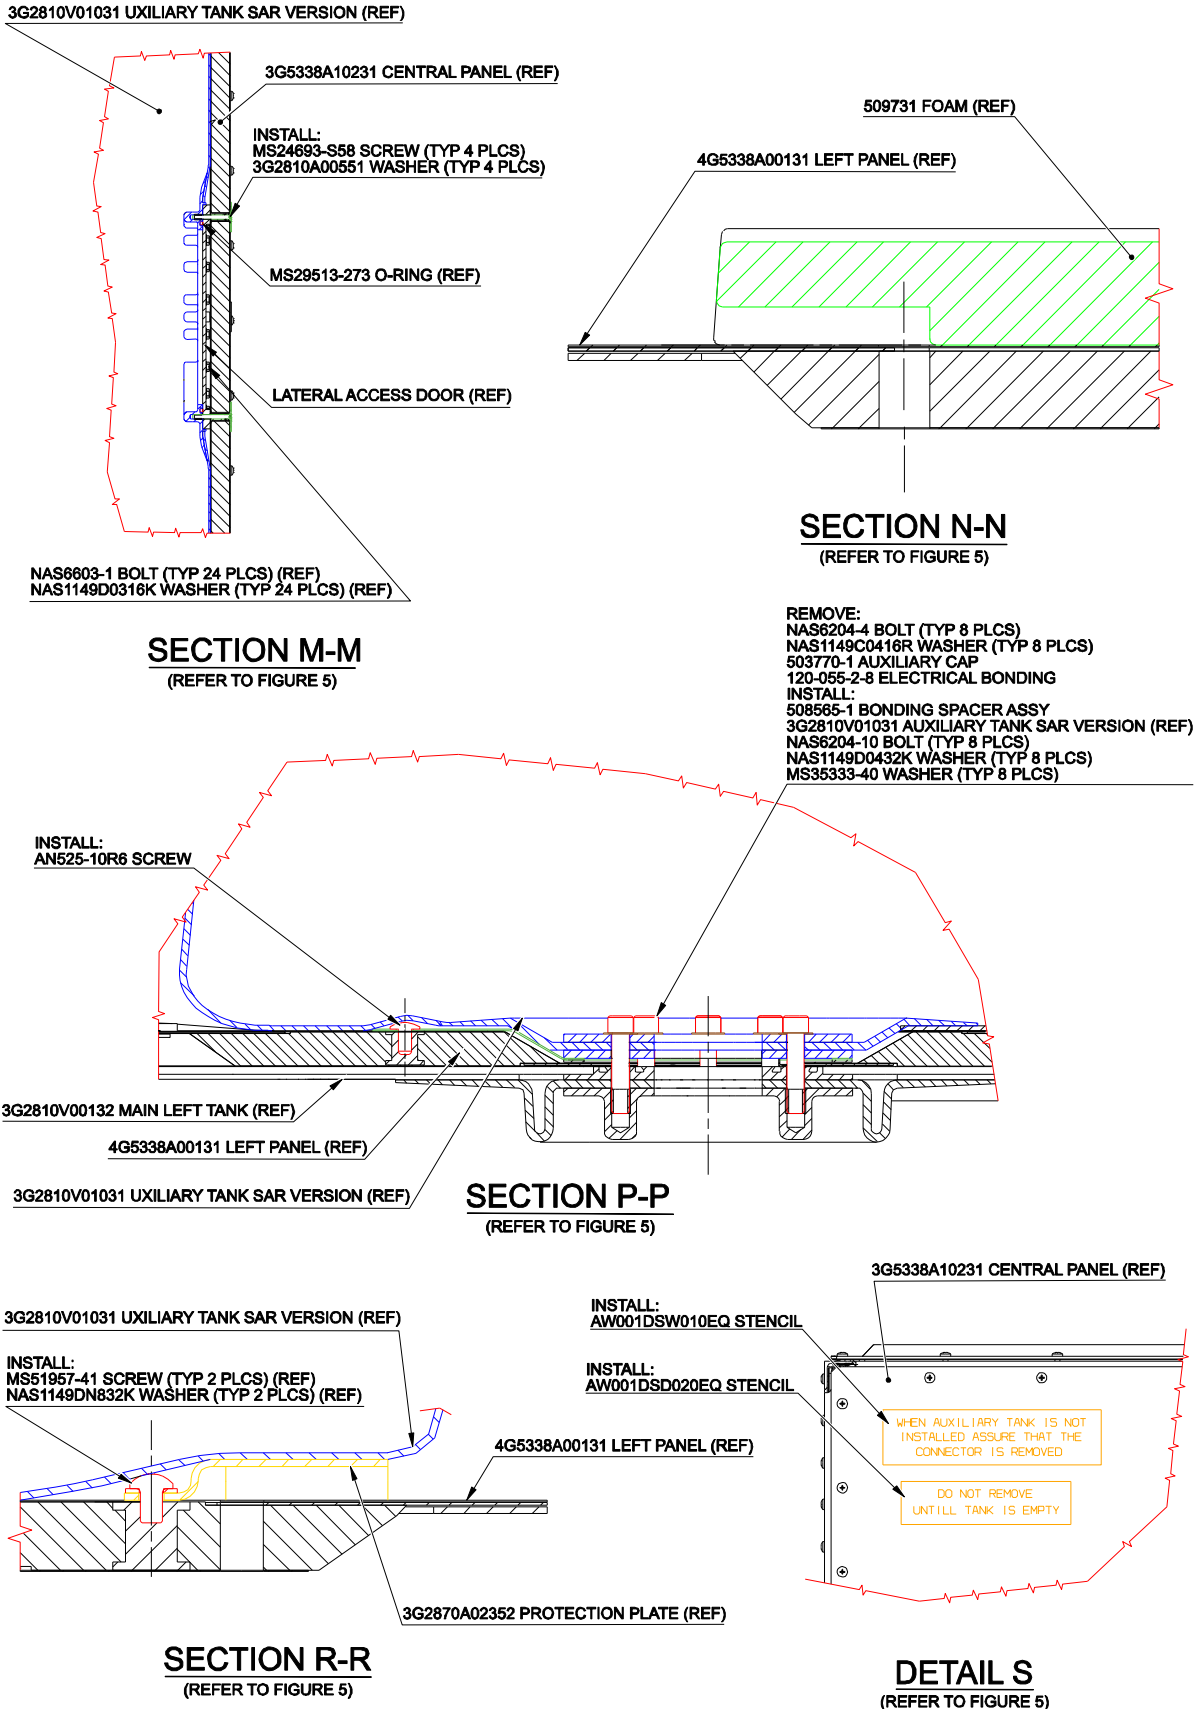 3G2810V01031 UXILIARY TANK SAR VERSION (REF)
3G5338A10231 CENTRAL PANEL (REF)
INSTALL:
MS24693-S58 SCREW (TYP 4 PLCS)
3G2810A00551 WASHER (TYP 4 PLCS)
MS29513-273 O-RING (REF)
LATERAL ACCESS DOOR (REF)
NAS6603-1 BOLT (TYP 24 PLCS) (REF)
NAS1149D0316K WASHER (TYP 24 PLCS) (REF)
SECTION M-M
(REFER TO FIGURE 5)
509731 FOAM (REF)
4G5338A00131 LEFT PANEL (REF)
SECTION N-N
(REFER TO FIGURE 5)
REMOVE:
NAS6204-4 BOLT (TYP 8 PLCS)
NAS1149C0416R WASHER (TYP 8 PLCS)
503770-1 AUXILIARY CAP
120-055-2-8 ELECTRICAL BONDING
INSTALL:
508565-1 BONDING SPACER ASSY
3G2810V01031 AUXILIARY TANK SAR VERSION (REF)
NAS6204-10 BOLT (TYP 8 PLCS)
NAS1149D0432K WASHER (TYP 8 PLCS)
MS35333-40 WASHER (TYP 8 PLCS)
INSTALL:
AN525-10R6 SCREW
3G2810V00132 MAIN LEFT TANK (REF)
4G5338A00131 LEFT PANEL (REF)
3G2810V01031 UXILIARY TANK SAR VERSION (REF)
SECTION P-P
(REFER TO FIGURE 5)
3G2810V01031 UXILIARY TANK SAR VERSION (REF)
INSTALL:
MS51957-41 SCREW (TYP 2 PLCS) (REF)
NAS1149DN832K WASHER (TYP 2 PLCS) (REF)
4G5338A00131 LEFT PANEL (REF)
3G2870A02352 PROTECTION PLATE (REF)
SECTION R-R
(REFER TO FIGURE 5)
3G5338A10231 CENTRAL PANEL (REF)
INSTALL:
AW001DSW010EQ STENCIL
INSTALL:
AW001DSD020EQ STENCIL
WHEN AUXILIARY TANK IS NOT
INSTALLED ASSURE THAT THE
CONNECTOR IS REMOVED
DO NOT REMOVE
UNTILL TANK IS EMPTY
DETAIL S
(REFER TO FIGURE 5)